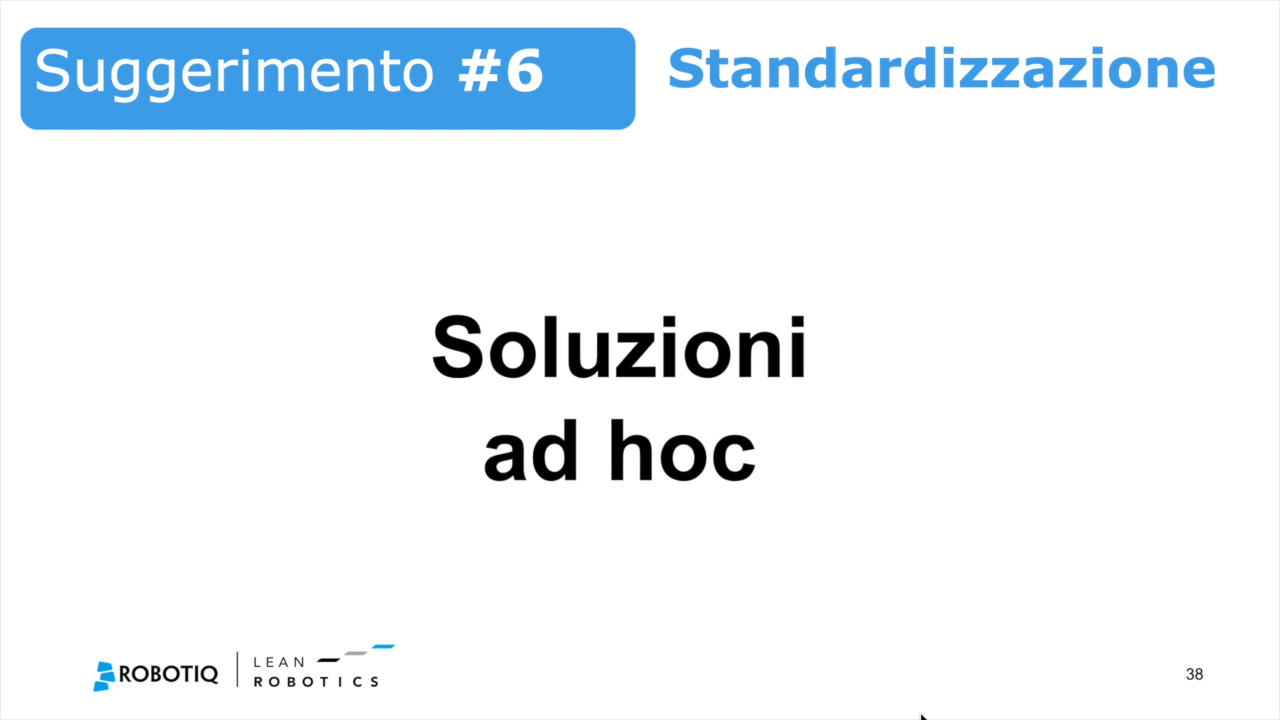 Suggerimento #6
Standardizzazione
Soluzioni
ad hoc
ROBOTIQ
LEAN
ROBOTICS
38